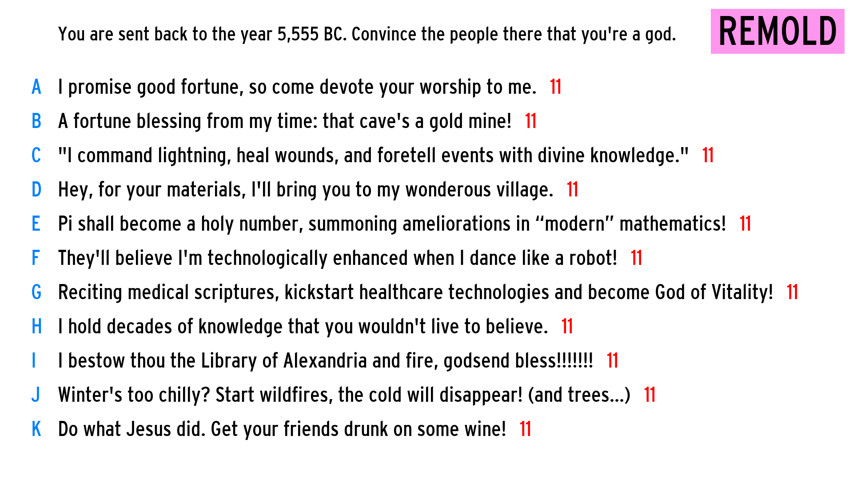 You are sent back to the year 5,555 BC. Convince the people there that you're a god.
REMOLD
A I promise good fortune, so come devote your worship to me. 11
B A fortune blessing from my time: that cave's a gold mine! 11
C "I command lightning, heal wounds, and foretell events with divine knowledge." 11
D Hey, for your materials, I'll bring you to my wonderous village. 11
E Pi shall become a holy number, summoning ameliorations in “modern” mathematics! 11
F They'll believe I'm technologically enhanced when I dance like a robot! 11
G Reciting medical scriptures, kickstart healthcare technologies and become God of Vitality! 11
H I hold decades of knowledge that you wouldn't live to believe. 11
I I bestow thou the Library of Alexandria and fire, godsend bless!!!!!!! 11
J Winter's too chilly? Start wildfires, the cold will disappear! (and trees...) 11
K Do what Jesus did. Get your friends drunk on some wine! 11